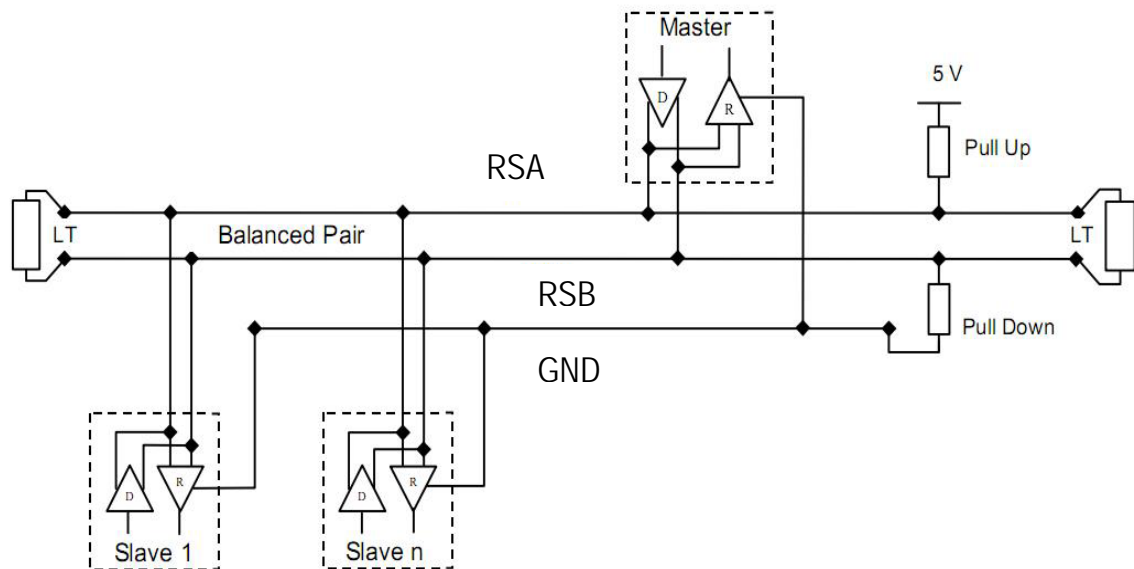 Master
5 V
D
R
Pull Up
RSA
LT
Balanced Pair
LT
RSB
Pull Down
GND
D
R
D
R
Slave 1
Slave n